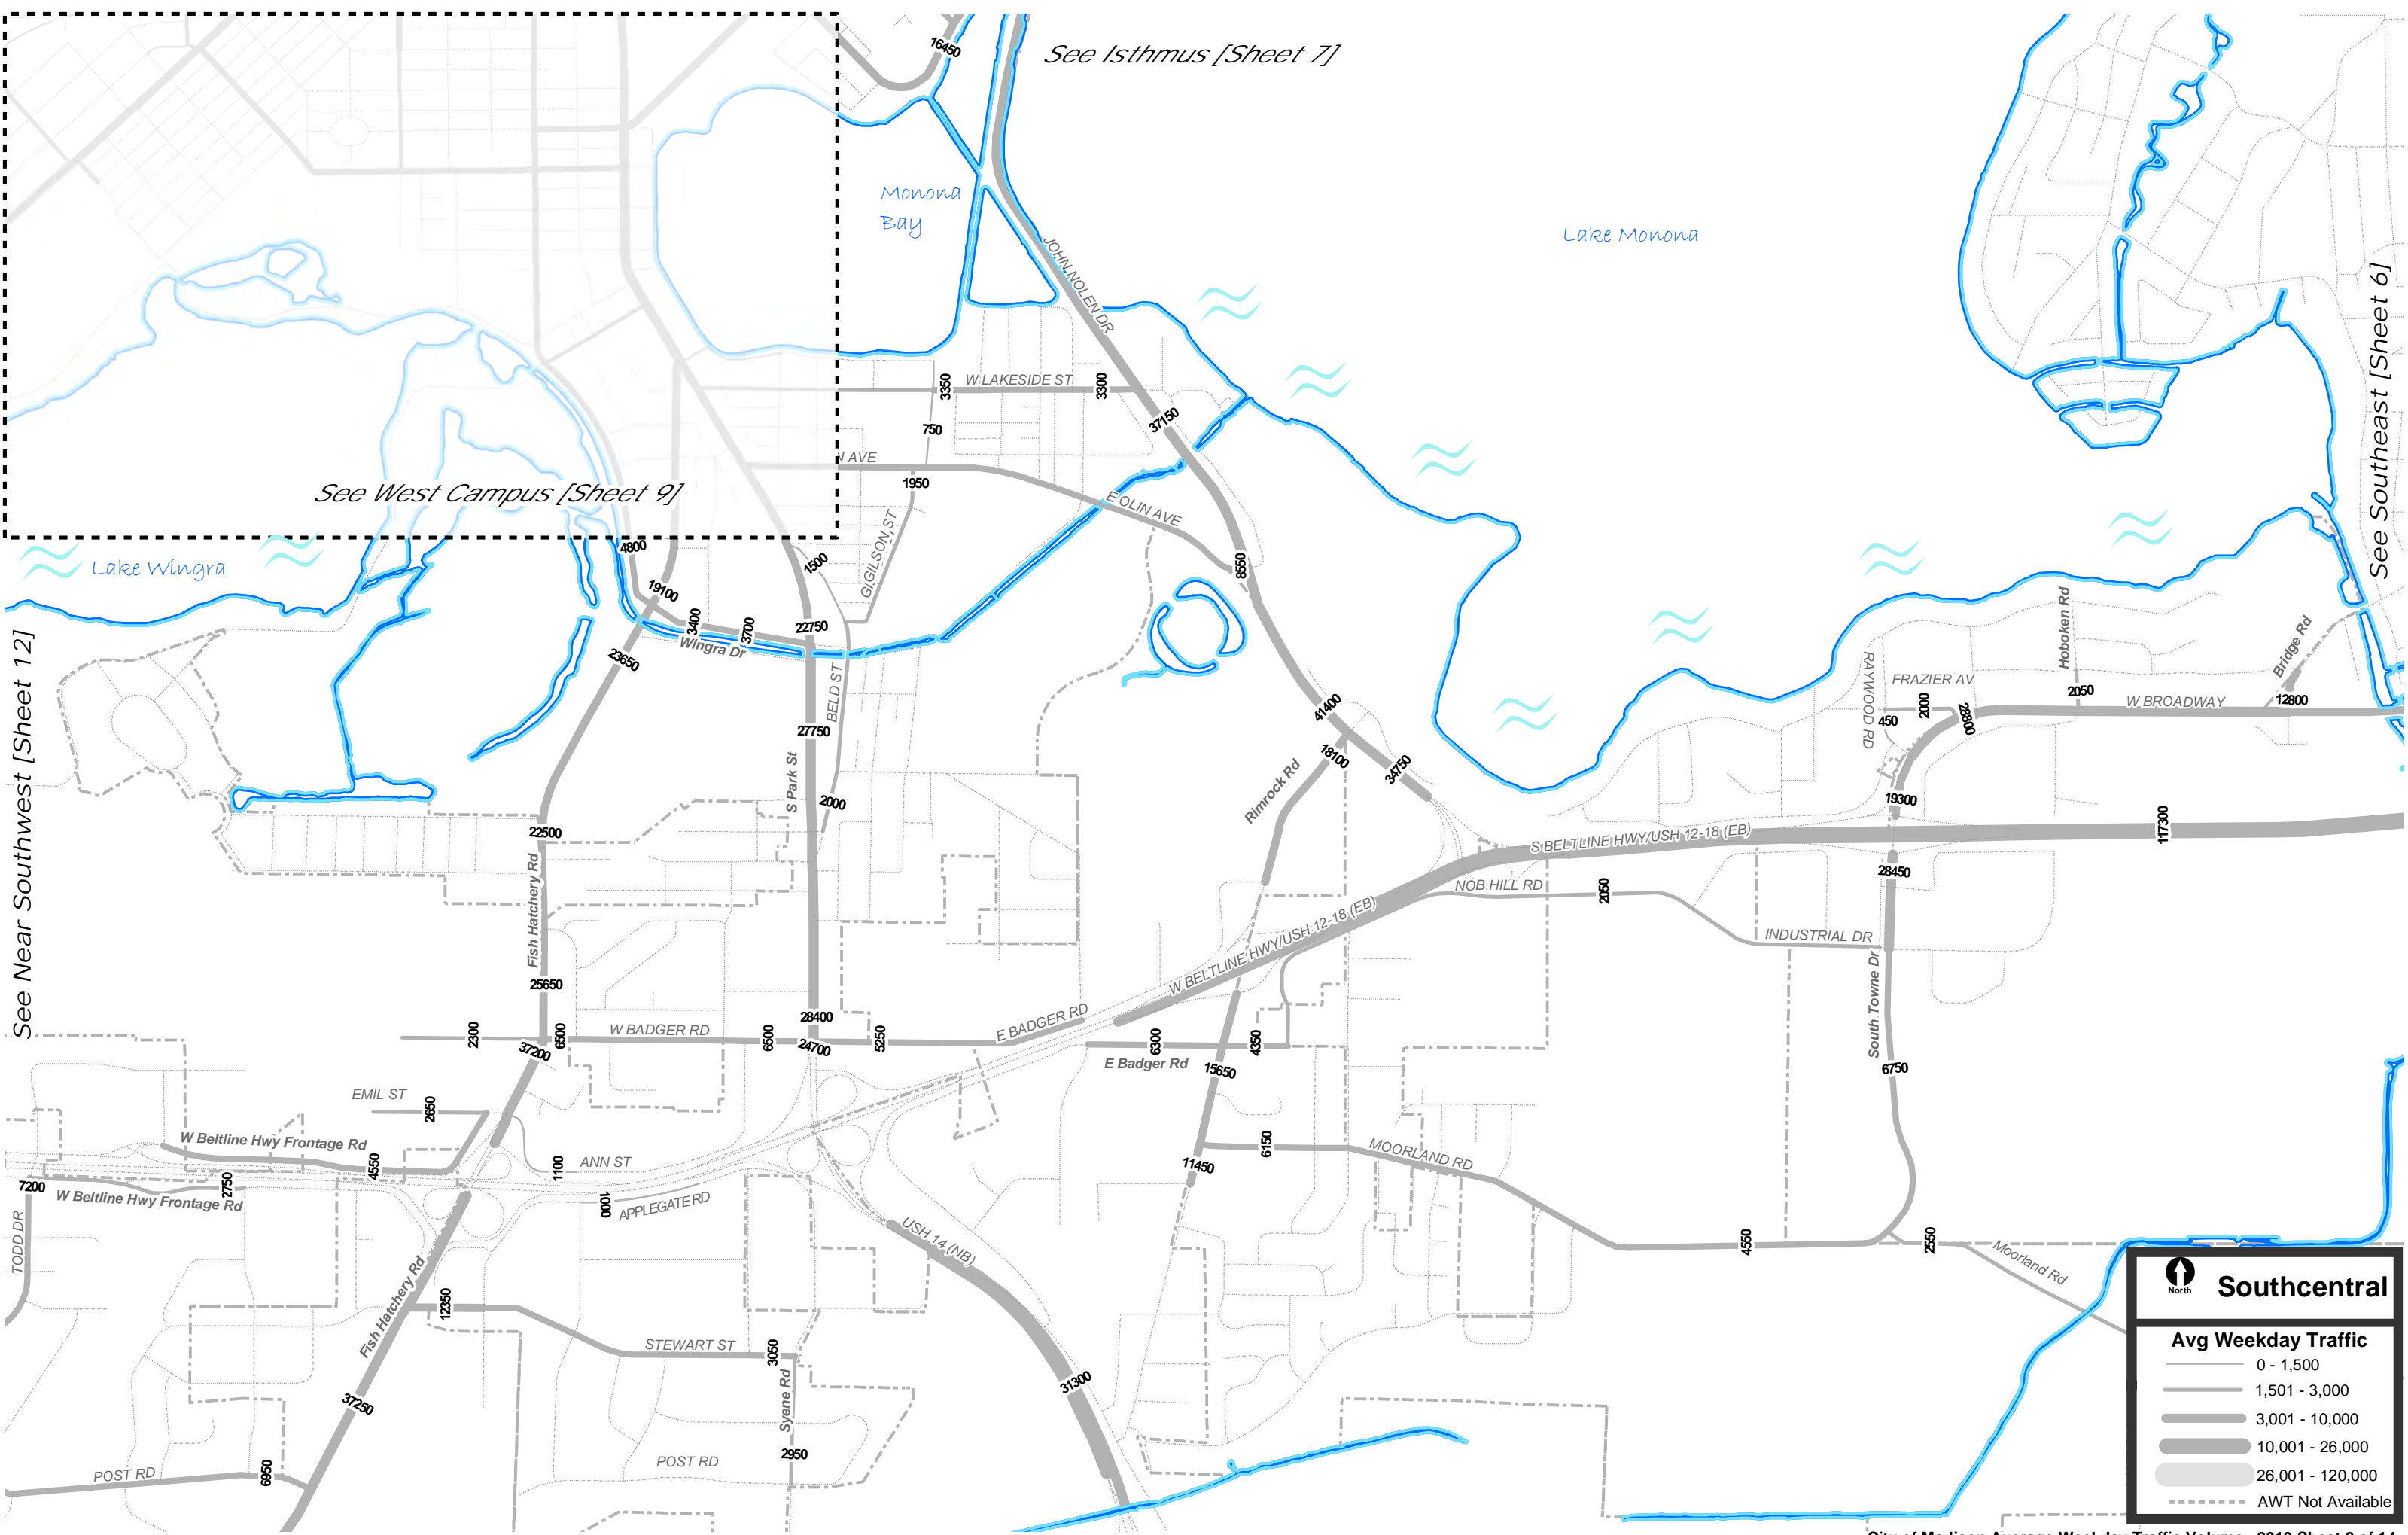 16450
See Isthmus [Sheet 7]
Monona
Bay
Lake Monona
JOHN NOLEN DR
See Southeast [Sheet 6]
W LAKESIDE ST
3350
3300
37150
750
N AVE
1950
See West Campus [Sheet 9]
E OLIN AVE
GILSON ST
4800
1500
8550
Lake Wingra
19100
3400
3700
22750
Wingra Dr
23650
See Near Southwest [Sheet 12]
BELD ST
27750
S Park St
2000
41400
18100
34750
Rimrock Rd
RAYWOOD RD
FRAZIER AV
450
2000
28800
Hoboken Rd
2050
W BROADWAY
Bridge Rd
12800
19300
117300
22500
Fish Hatchery Rd
S BELTLINE HWY/USH 12-18 (EB)
28450
NOB HILL RD
2050
INDUSTRIAL DR
W BELTLINE HWY/USH 12-18 (EB)
South Towne Dr
25650
28400
2300
6500
W BADGER RD
6500
24700
5250
E BADGER RD
37200
6300
4350
E Badger Rd
15650
6750
EMIL ST
2650
W Beltline Hwy Frontage Rd
4550
1100
ANN ST
6150
MOORLAND RD
11450
7200
2750
W Beltline Hwy Frontage Rd
1000
APPLEGATE RD
TODD DR
USH 14 (NB)
4550
2550
Moorland Rd
Fish Hatchery Rd
12350
STEWART ST
3050
Syene Rd
31300
37250
2950
POST RD
6950
POST RD
North
Southcentral
Avg Weekday Traffic
0 - 1,500
1,501 - 3,000
3,001 - 10,000
10,001 - 26,000
26,001 - 120,000
AWT Not Available